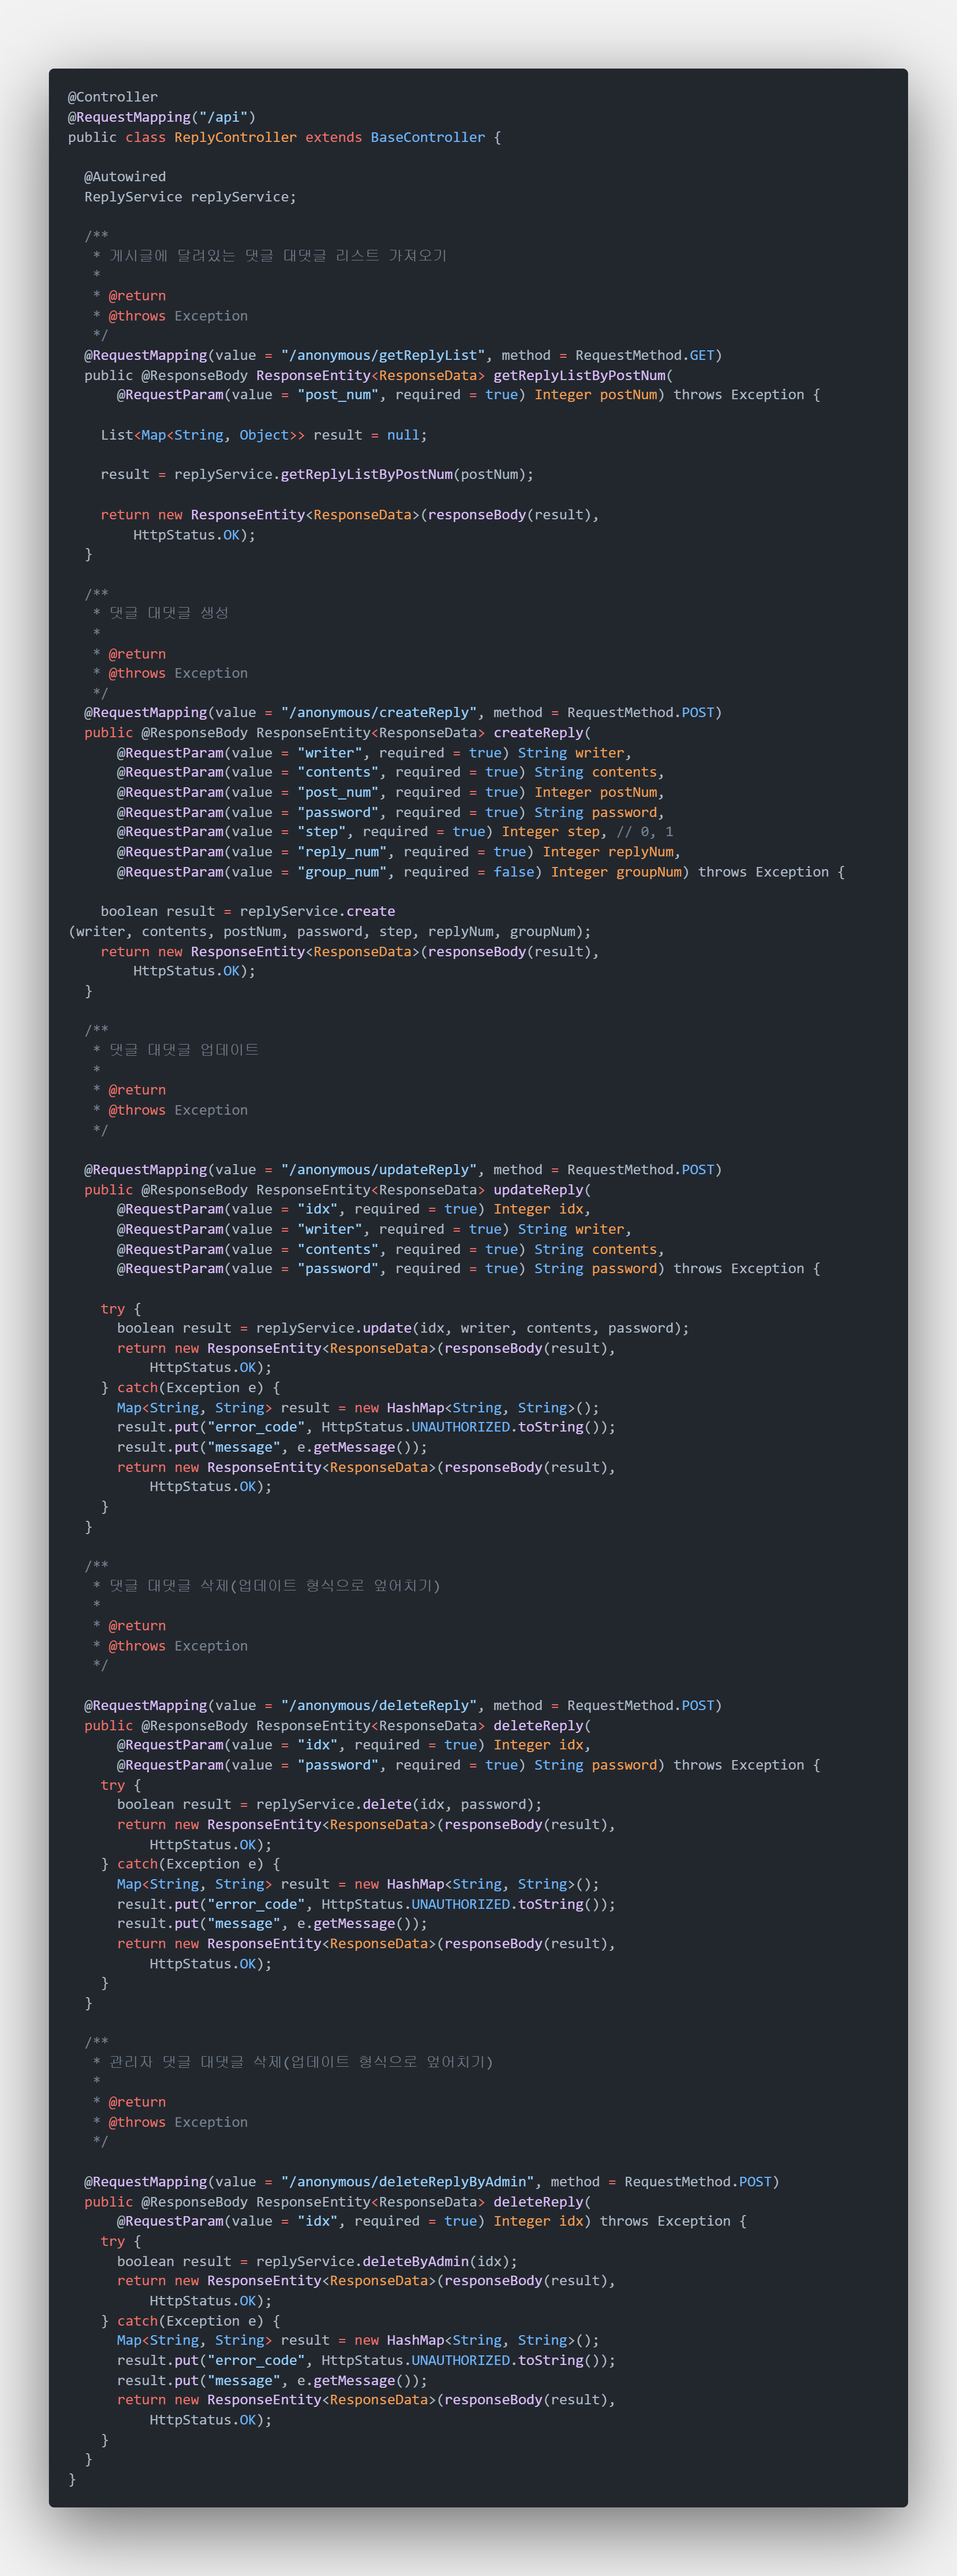 @Controller
@RequestMapping("/api")
public class ReplyController extends BaseController {
@Autowired
ReplyService replyService;
/**
* 게시글에 달려있는 댓글 대댓글 리스트 가져오기
*
* @return
* @throws Exception
*/
@RequestMapping(value = "/anonymous/getReplyList", method = RequestMethod.GET)
public @ResponseBody ResponseEntity<ResponseData> getReplyListByPostNum(
@RequestParam(value = "post_num", required = true) Integer postNum) throws Exception {
List<Map<String, Object>> result = null;
result = replyService.getReplyListByPostNum(postNum);
return new ResponseEntity<ResponseData>(responseBody(result),
HttpStatus.OK);
}
/**
* 댓글 대댓글 생성
*
* @return
* @throws Exception
*/
@RequestMapping(value = "/anonymous/createReply", method = RequestMethod.POST)
public @ResponseBody ResponseEntity<ResponseData> createReply(
@RequestParam(value = "writer", required = true) String writer,
@RequestParam(value = "contents", required = true) String contents,
@RequestParam(value = "post_num", required = true) Integer postNum,
@RequestParam(value = "password", required = true) String password,
@RequestParam(value = "step", required = true) Integer step, // 0, 1
@RequestParam(value = "reply_num", required = true) Integer replyNum,
@RequestParam(value = "group_num", required = false) Integer groupNum) throws Exception {
boolean result = replyService.create
(writer, contents, postNum, password, step, replyNum, groupNum);
return new ResponseEntity<ResponseData>(responseBody(result),
HttpStatus.OK);
}
/**
* 댓글 대댓글 업데이트
*
* @return
* @throws Exception
*/
@RequestMapping(value = "/anonymous/updateReply", method = RequestMethod.POST)
public @ResponseBody ResponseEntity<ResponseData> updateReply(
@RequestParam(value = "idx", required = true) Integer idx,
@RequestParam(value = "writer", required = true) String writer,
@RequestParam(value = "contents", required = true) String contents,
@RequestParam(value = "password", required = true) String password) throws Exception {
try {
boolean result = replyService.update(idx, writer, contents, password);
return new ResponseEntity<ResponseData>(responseBody(result),
HttpStatus.OK);
} catch(Exception e) {
Map<String, String> result = new HashMap<String, String>();
result.put("error_code", HttpStatus.UNAUTHORIZED.toString());
result.put("message", e.getMessage());
return new ResponseEntity<ResponseData>(responseBody(result),
HttpStatus.OK);
}
}
/**
* 댓글 대댓글 삭제(업데이트 형식으로 엎어치기)
*
* @return
* @throws Exception
*/
@RequestMapping(value = "/anonymous/deleteReply", method = RequestMethod.POST)
public @ResponseBody ResponseEntity<ResponseData> deleteReply(
@RequestParam(value = "idx", required = true) Integer idx,
@RequestParam(value = "password", required = true) String password) throws Exception {
try {
boolean result = replyService.delete(idx, password);
return new ResponseEntity<ResponseData>(responseBody(result),
HttpStatus.OK);
} catch(Exception e) {
Map<String, String> result = new HashMap<String, String>();
result.put("error_code", HttpStatus.UNAUTHORIZED.toString());
result.put("message", e.getMessage());
return new ResponseEntity<ResponseData>(responseBody(result),
HttpStatus.OK);
}
}
/**
* 관리자 댓글 대댓글 삭제(업데이트 형식으로 엎어치기)
*
* @return
* @throws Exception
*/
@RequestMapping(value = "/anonymous/deleteReplyByAdmin", method = RequestMethod.POST)
public @ResponseBody ResponseEntity<ResponseData> deleteReply(
@RequestParam(value = "idx", required = true) Integer idx) throws Exception {
try {
boolean result = replyService.deleteByAdmin(idx);
return new ResponseEntity<ResponseData>(responseBody(result),
HttpStatus.OK);
} catch(Exception e) {
Map<String, String> result = new HashMap<String, String>();
result.put("error_code", HttpStatus.UNAUTHORIZED.toString());
result.put("message", e.getMessage());
return new ResponseEntity<ResponseData>(responseBody(result),
HttpStatus.OK);
}
}
}